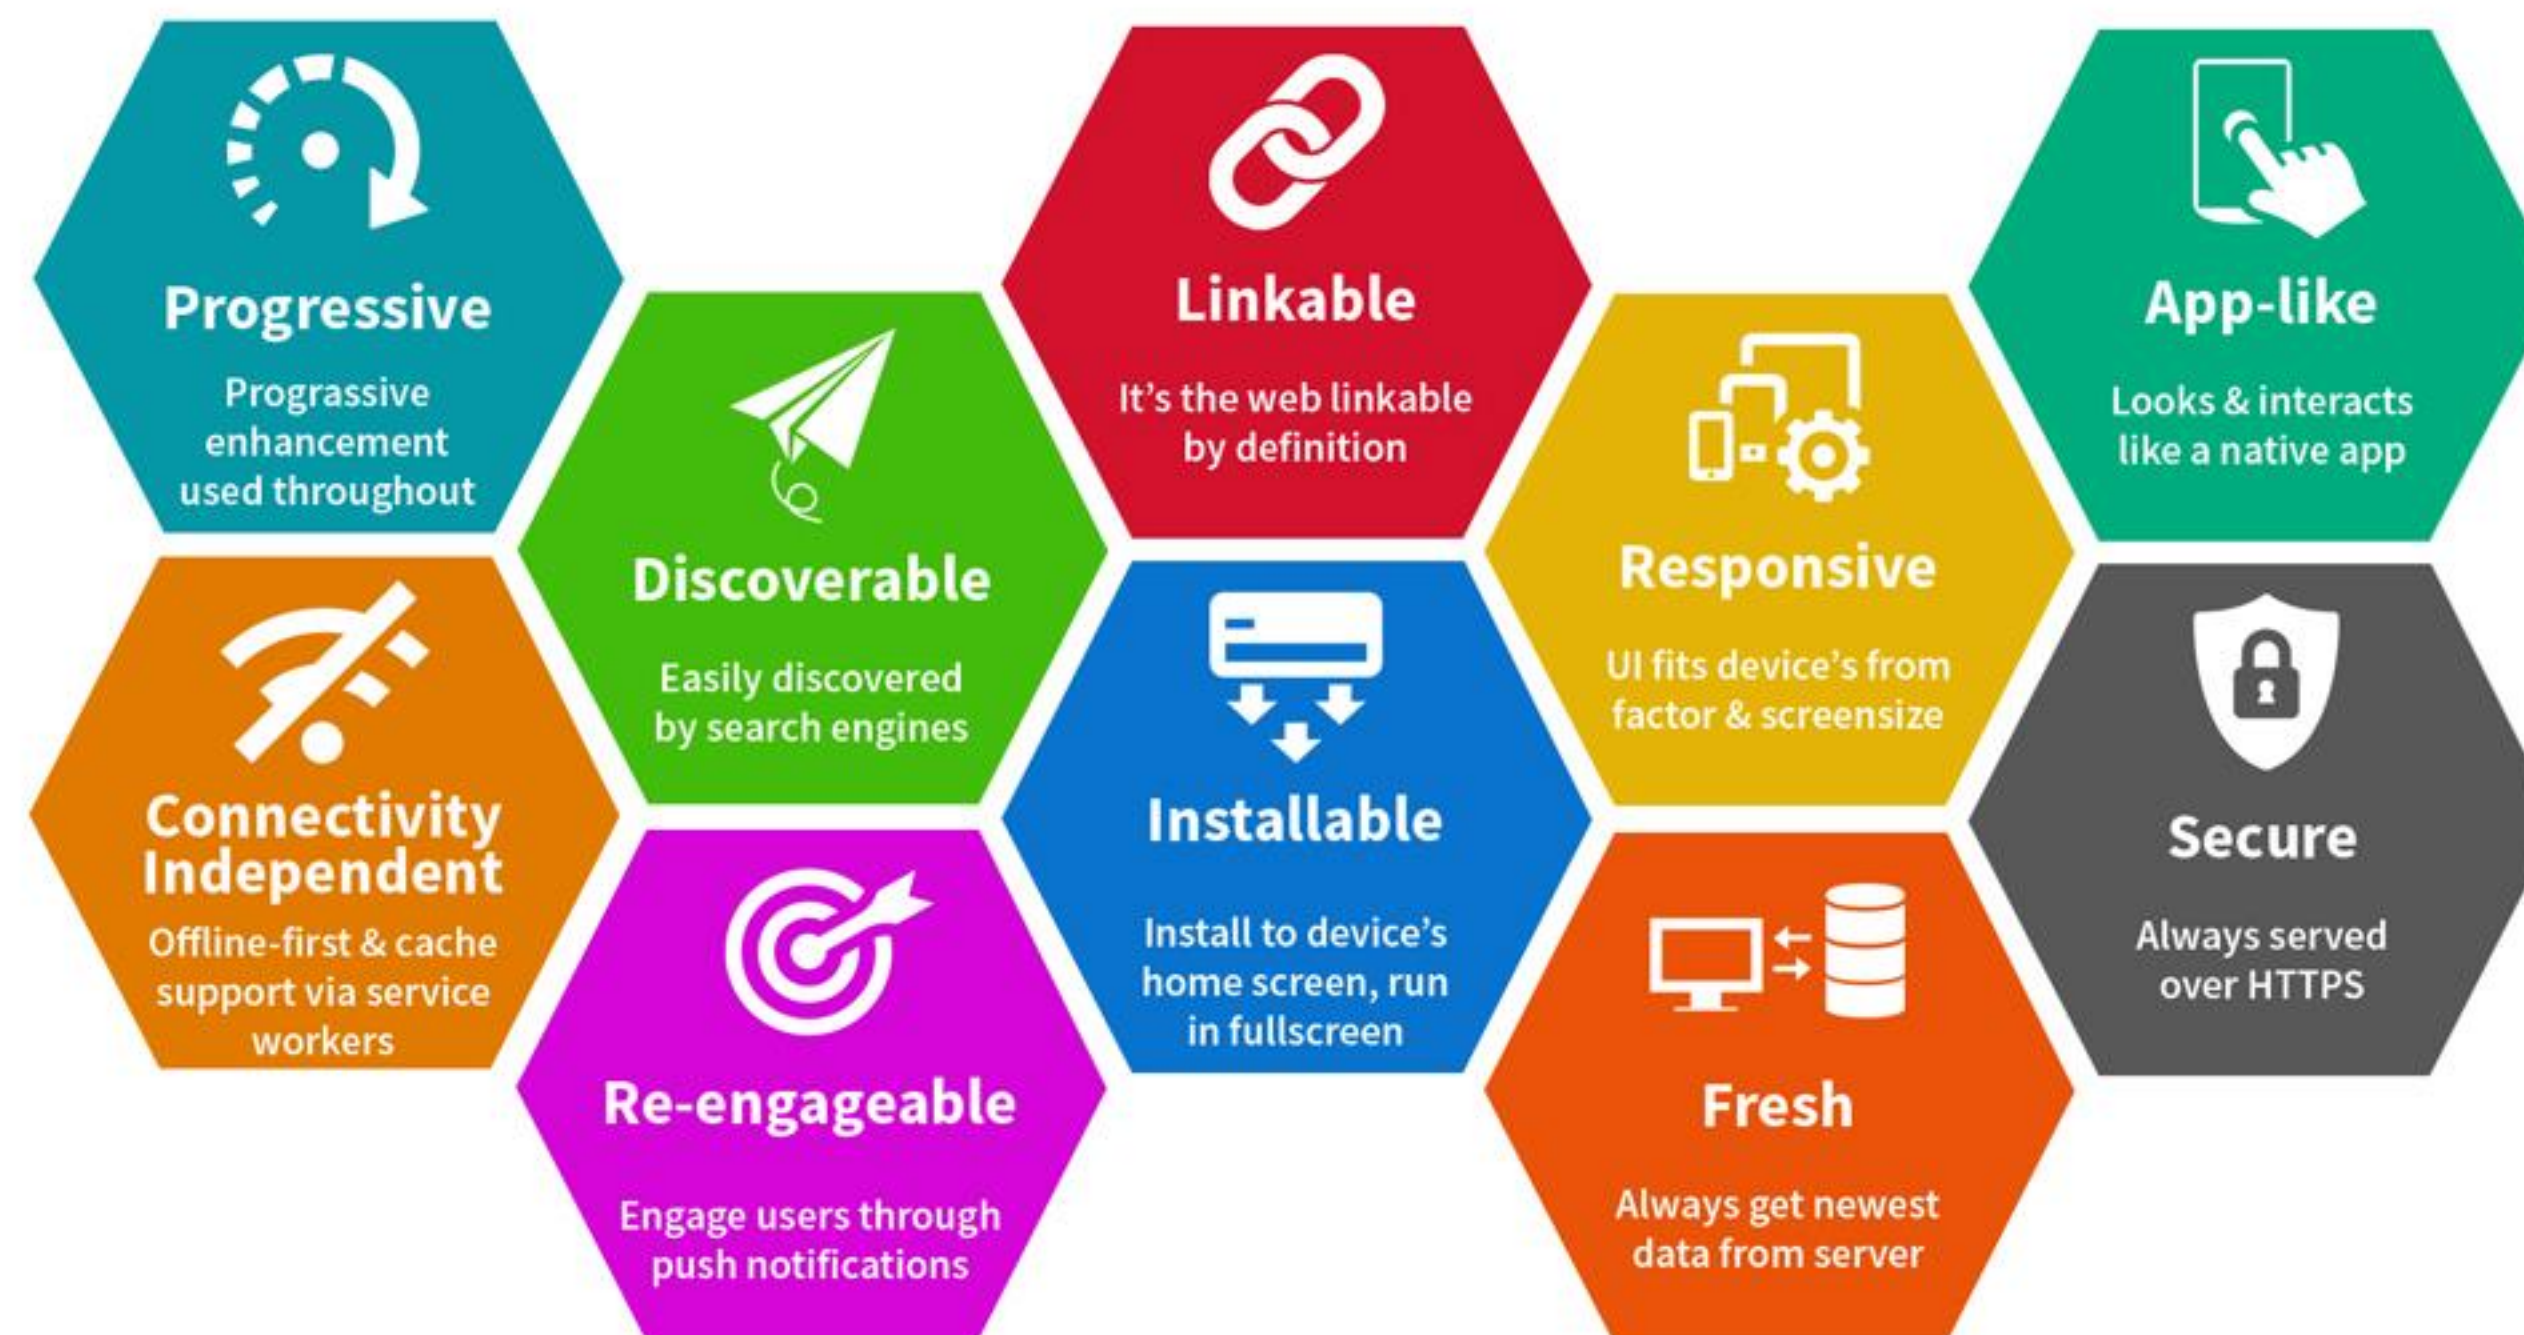 Progressive
Prograssive
enhancement
used throughout
Connectivity
Independent
Offline-first & cache
support via service
workers
Discoverable
Easily discovered
by search engines
Re-engageable
Engage users through
push notifications
Linkable
It's the web linkable
by definition
Installable
Install to device's
home screen, run
in fullscreen
Responsive
UI fits device's from
factor & screensize
Fresh
Always get newest
data from server
App-like
Looks & interacts
like a native app
Secure
Always served
over HTTPS